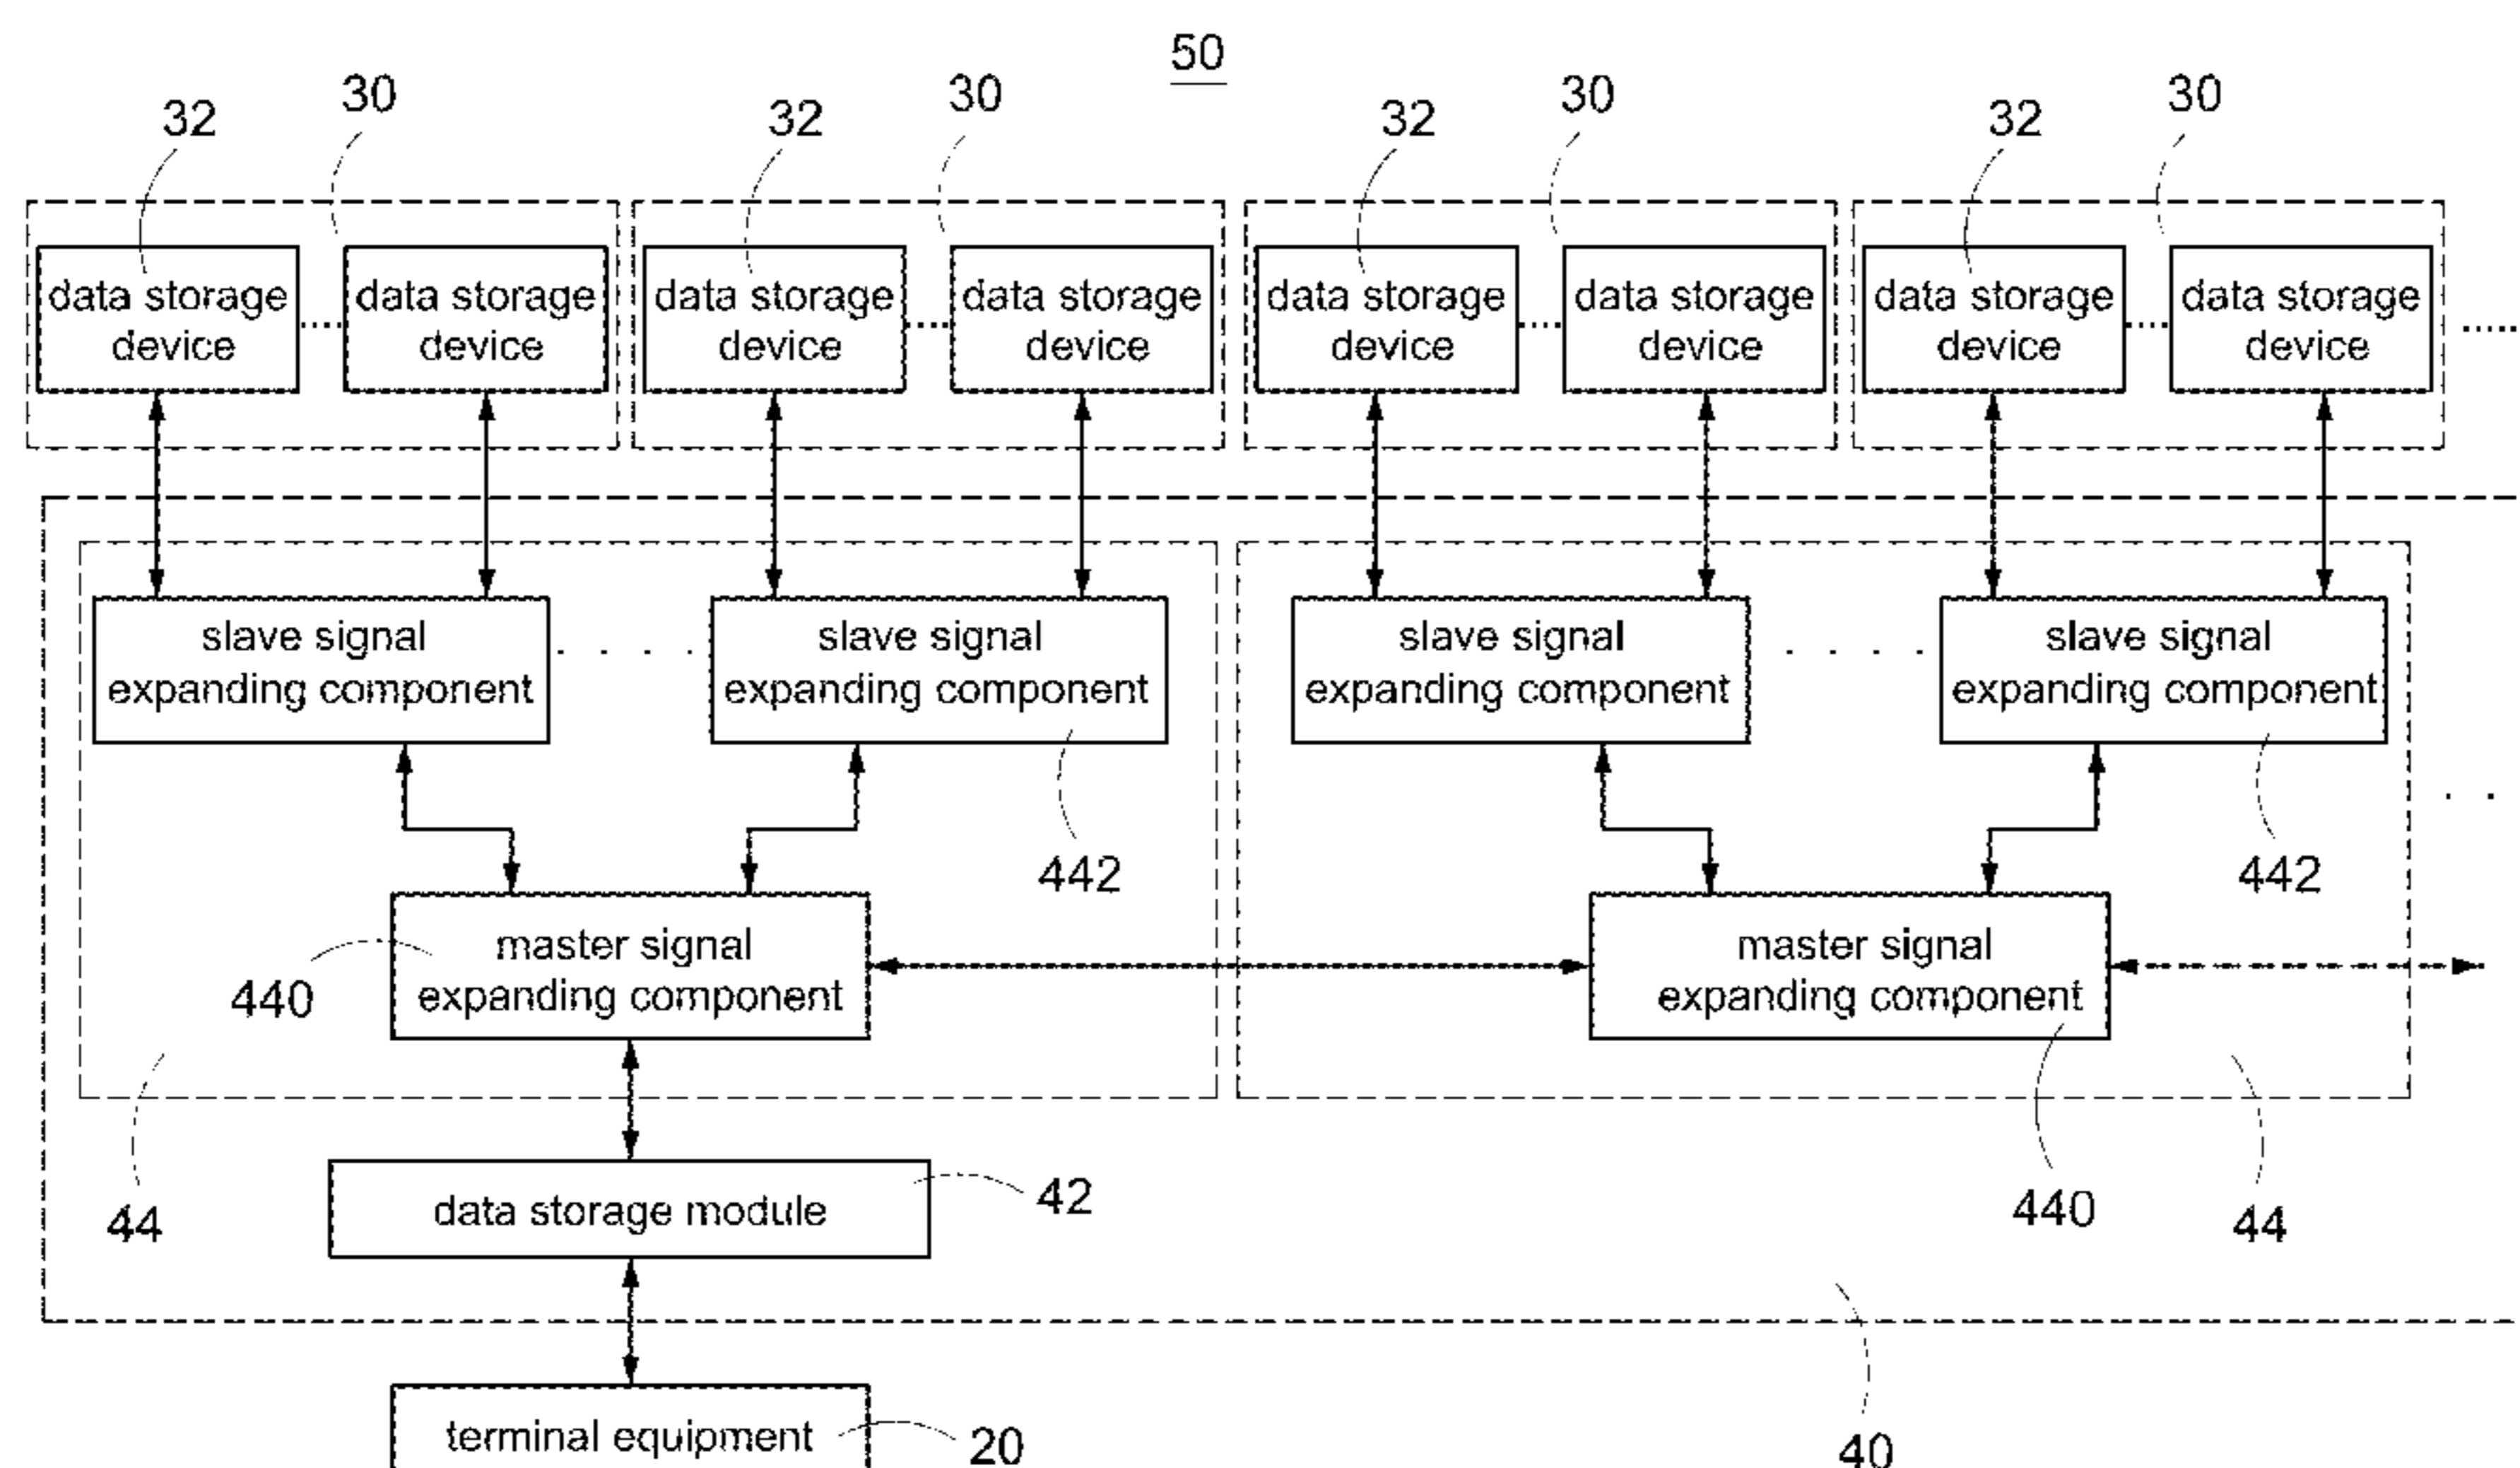 50
32 30 32 30 32 30 32 30
data storage device data storage device data storage device data storage device data storage device data storage device data storage device data storage device
slave signal expanding component slave signal expanding component slave signal expanding component slave signal expanding component
442 442
master signal expanding component master signal expanding component
440
440
44 data storage module 42 44
terminal equipment 20 40